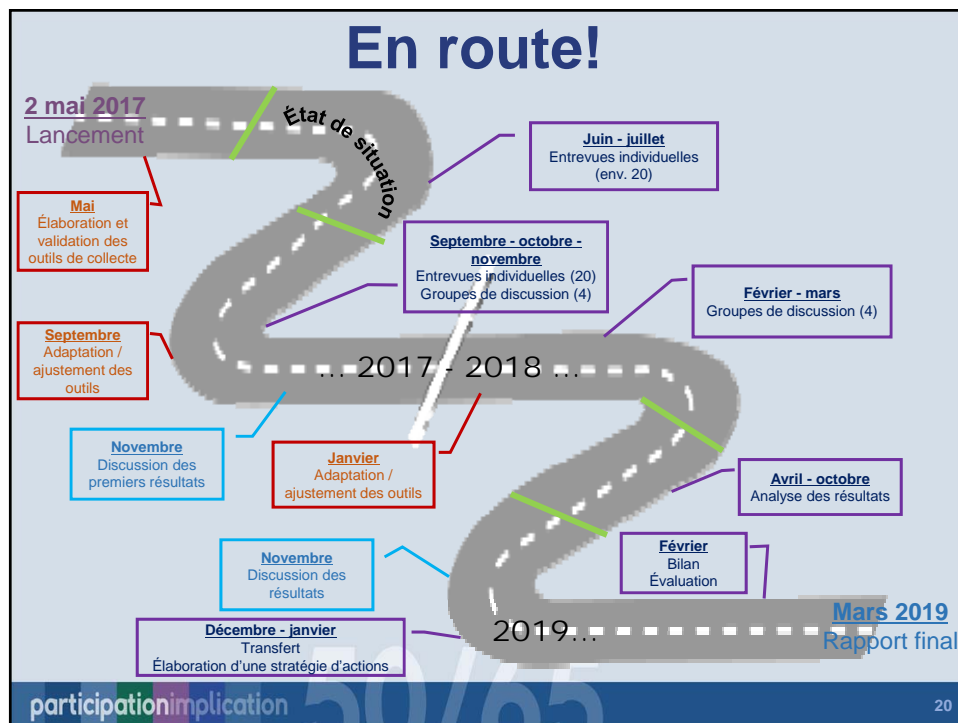 En route!
2 mai 2017
Lancement
État de situation
Juin - juillet
Entrevues individuelles
(env. 20)
Mai
Élaboration et
validation des
outils de collecte
Septembre - octobre -
novembre
Entrevues individuelles (20)
Groupes de discussion (4)
Février - mars
Groupes de discussion (4)
Septembre
Adaptation /
ajustement des
outils
... 2017 - 2018 ...
Novembre
Discussion des
premiers résultats
Janvier
Adaptation /
ajustement des outils
Avril - octobre
Analyse des résultats
Novembre
Discussion des
résultats
Février
Bilan
Évaluation
Décembre - janvier
Transfert
Élaboration d'une stratégie d'actions
2019...
Mars 2019
Rapport final
participationimplication
50/65
20